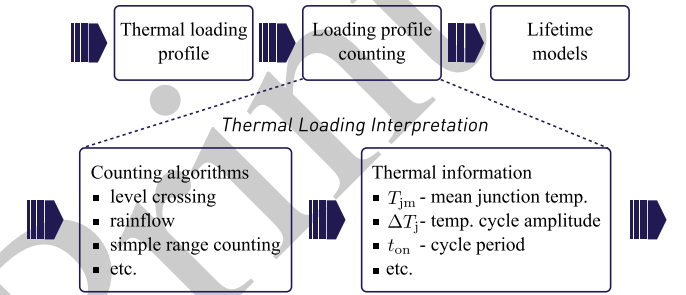 Thermal loading
profile
Loading profile
counting
Lifetime
models
Thermal Loading Interpretation
Counting algorithms
▪ level crossing
▪ rainflow
▪ simple range counting
▪ etc.
Thermal information
▪ T_jm - mean junction temp.
▪ ΔT_j - temp. cycle amplitude
▪ t_on - cycle period
▪ etc.
Print